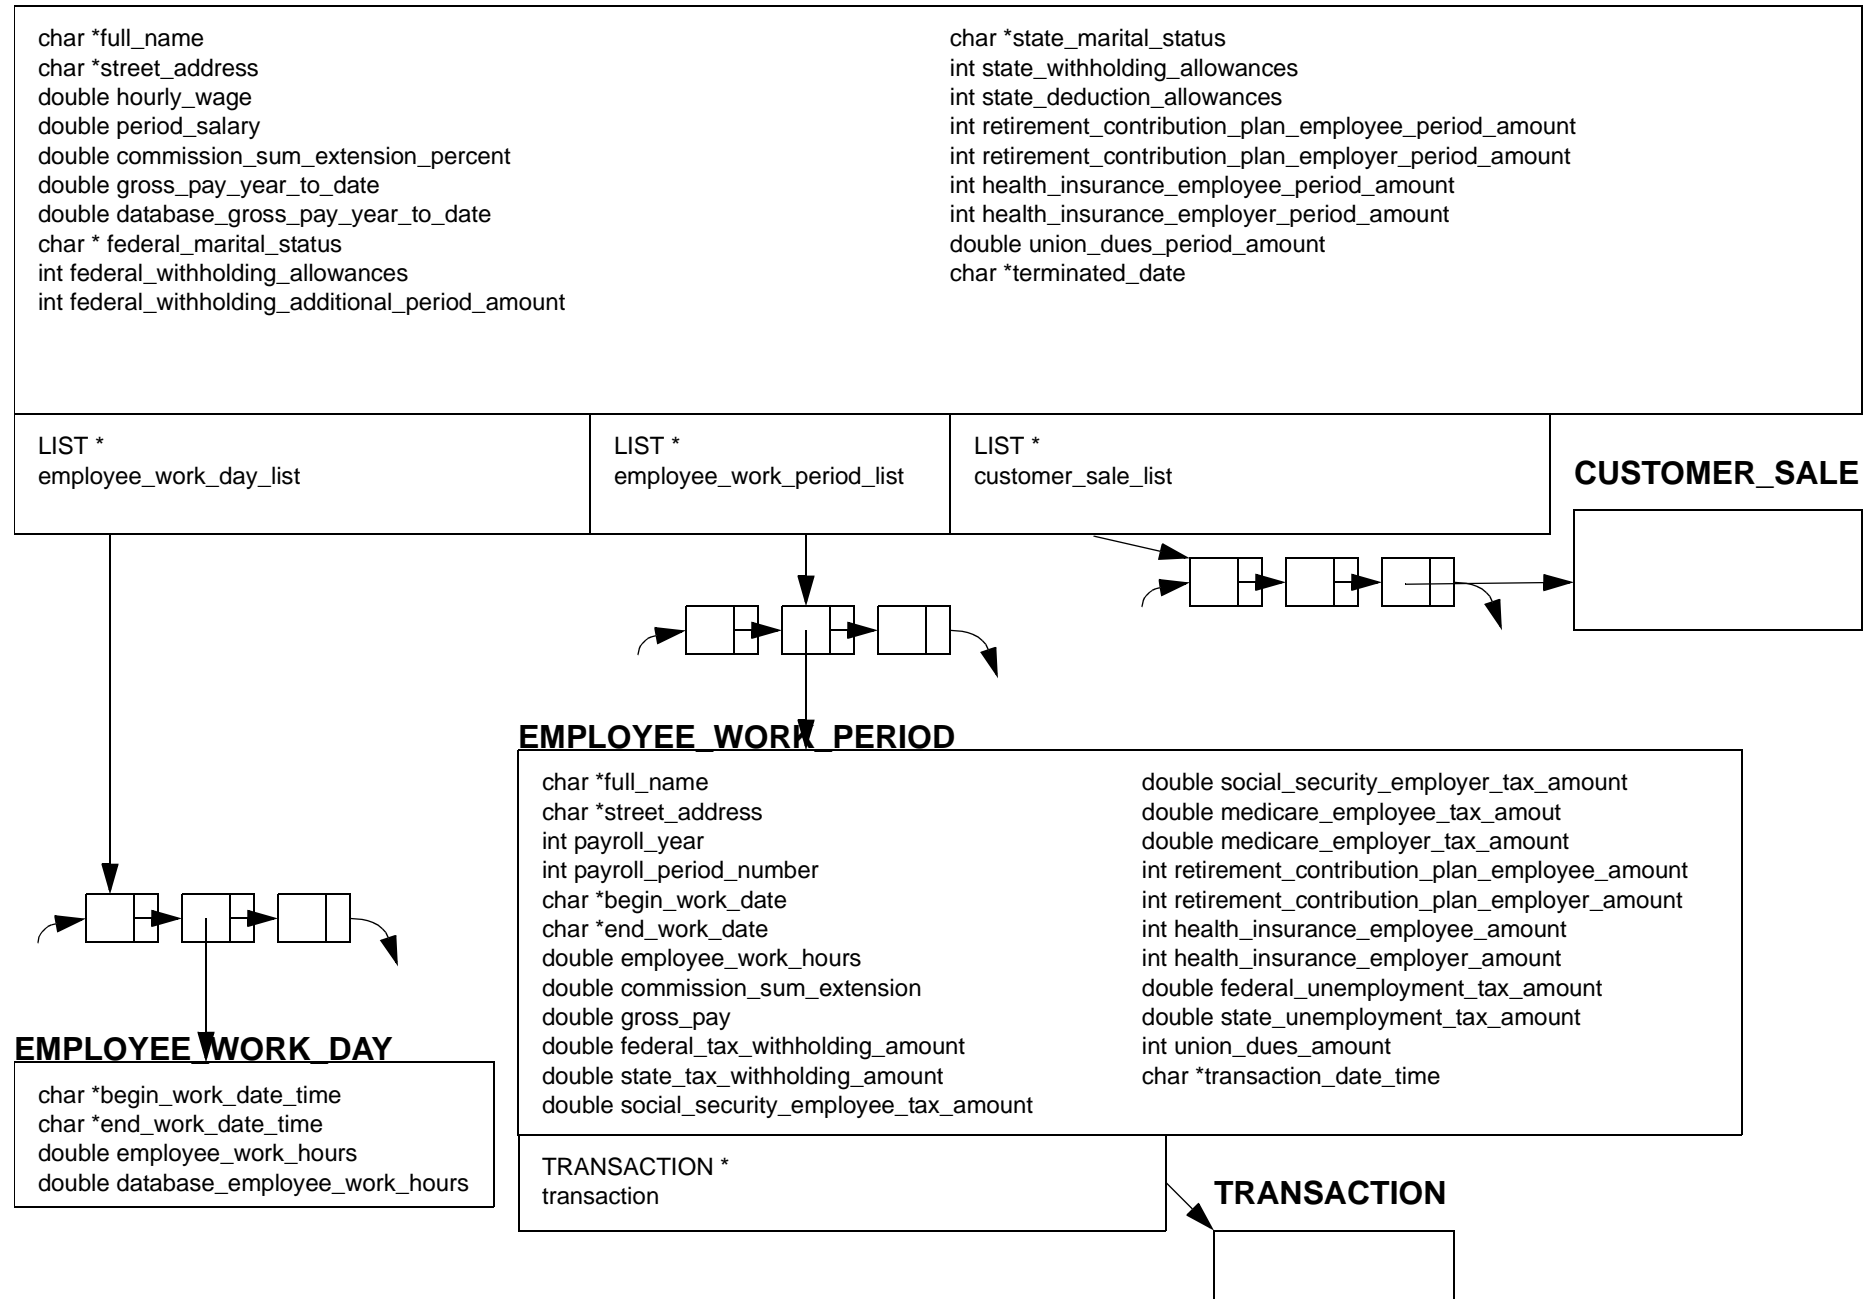 char *full_name
char *street_address
double hourly_wage
double period_salary
double commission_sum_extension_percent
double gross_pay_year_to_date
double database_gross_pay_year_to_date
char * federal_marital_status
int federal_withholding_allowances
int federal_withholding_additional_period_amount
char *state_marital_status
int state_withholding_allowances
int state_deduction_allowances
int retirement_contribution_plan_employee_period_amount
int retirement_contribution_plan_employer_period_amount
int health_insurance_employee_period_amount
int health_insurance_employer_period_amount
double union_dues_period_amount
char *terminated_date
LIST *
employee_work_day_list
LIST *
employee_work_period_list
LIST *
customer_sale_list
CUSTOMER_SALE
EMPLOYEE_WORK_PERIOD
char *full_name
char *street_address
int payroll_year
int payroll_period_number
char *begin_work_date
char *end_work_date
double employee_work_hours
double commission_sum_extension
double gross_pay
double federal_tax_withholding_amount
double state_tax_withholding_amount
double social_security_employee_tax_amount
double social_security_employer_tax_amount
double medicare_employee_tax_amout
double medicare_employer_tax_amount
int retirement_contribution_plan_employee_amount
int retirement_contribution_plan_employer_amount
int health_insurance_employee_amount
int health_insurance_employer_amount
double federal_unemployment_tax_amount
double state_unemployment_tax_amount
int union_dues_amount
char *transaction_date_time
EMPLOYEE_WORK_DAY
char *begin_work_date_time
char *end_work_date_time
double employee_work_hours
double database_employee_work_hours
TRANSACTION *
transaction
TRANSACTION